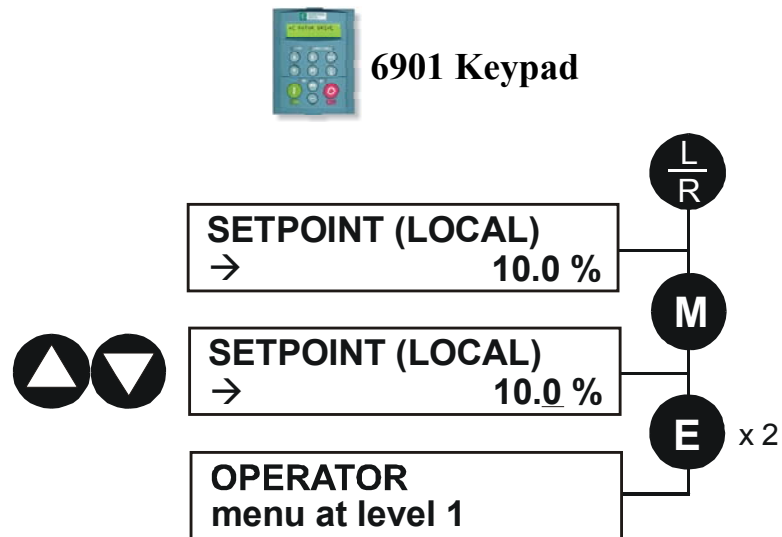 6901 Keypad
L
R
SETPOINT (LOCAL)
→ 10.0 %
M
SETPOINT (LOCAL)
→ 10.0 %
E x 2
OPERATOR
menu at level 1